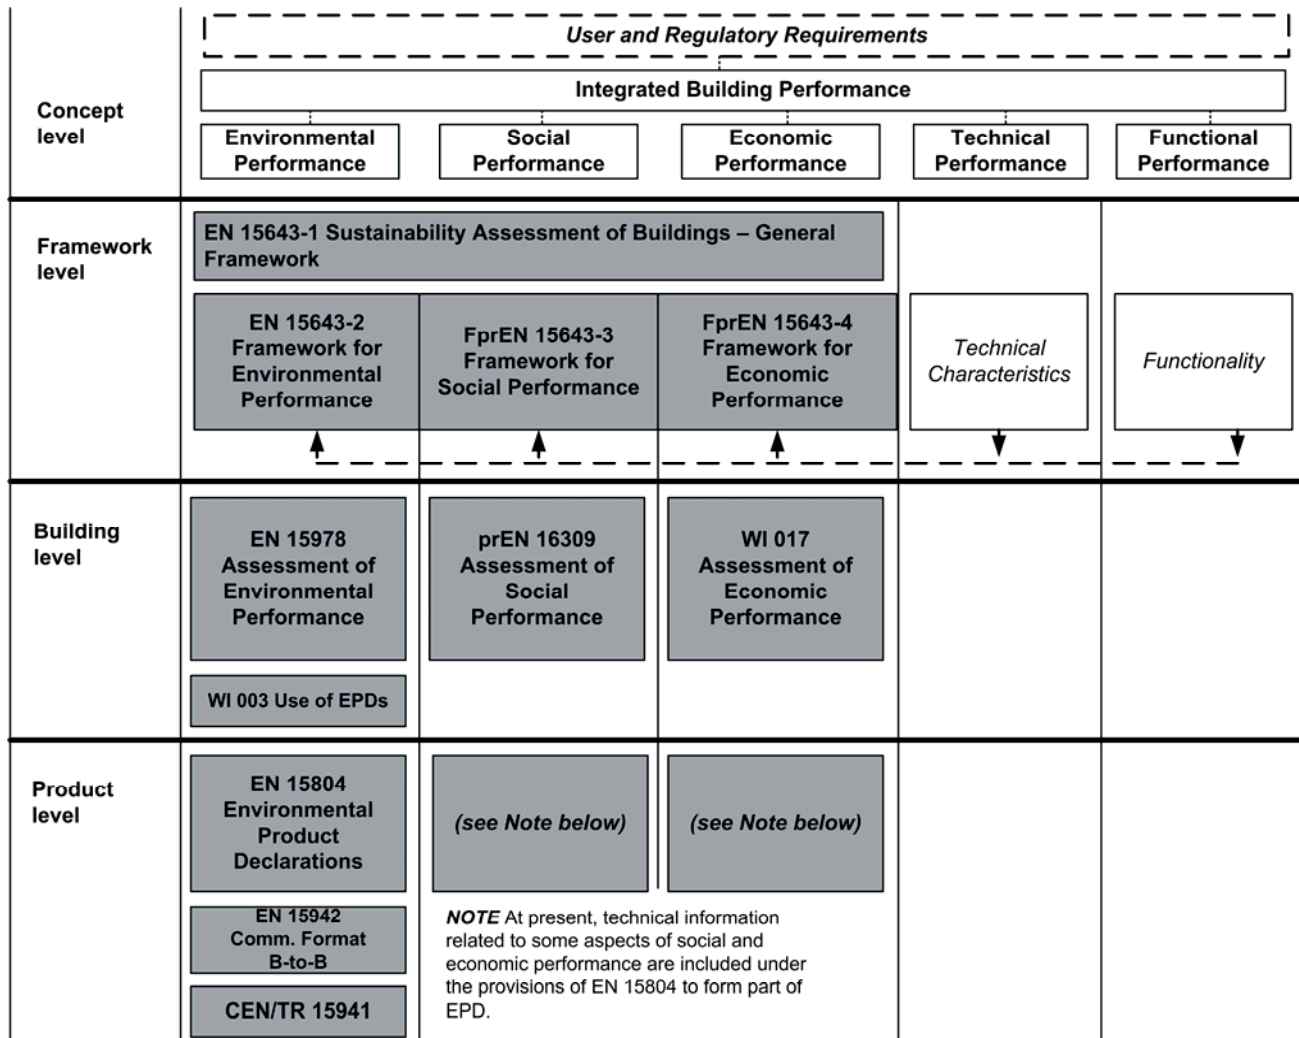 User and Regulatory Requirements
Integrated Building Performance
Concept
level
Environmental
Performance
Social
Performance
Economic
Performance
Technical
Performance
Functional
Performance
Framework
level
EN 15643-1 Sustainability Assessment of Buildings – General
Framework
EN 15643-2
Framework for
Environmental
Performance
FprEN 15643-3
Framework for
Social Performance
FprEN 15643-4
Framework for
Economic
Performance
Technical
Characteristics
Functionality
Building
level
EN 15978
Assessment of
Environmental
Performance
prEN 16309
Assessment of
Social
Performance
WI 017
Assessment of
Economic
Performance
WI 003 Use of EPDs
Product
level
EN 15804
Environmental
Product
Declarations
(see Note below)
(see Note below)
EN 15942
Comm. Format
B-to-B
CEN/TR 15941
NOTE At present, technical information
related to some aspects of social and
economic performance are included under
the provisions of EN 15804 to form part of
EPD.